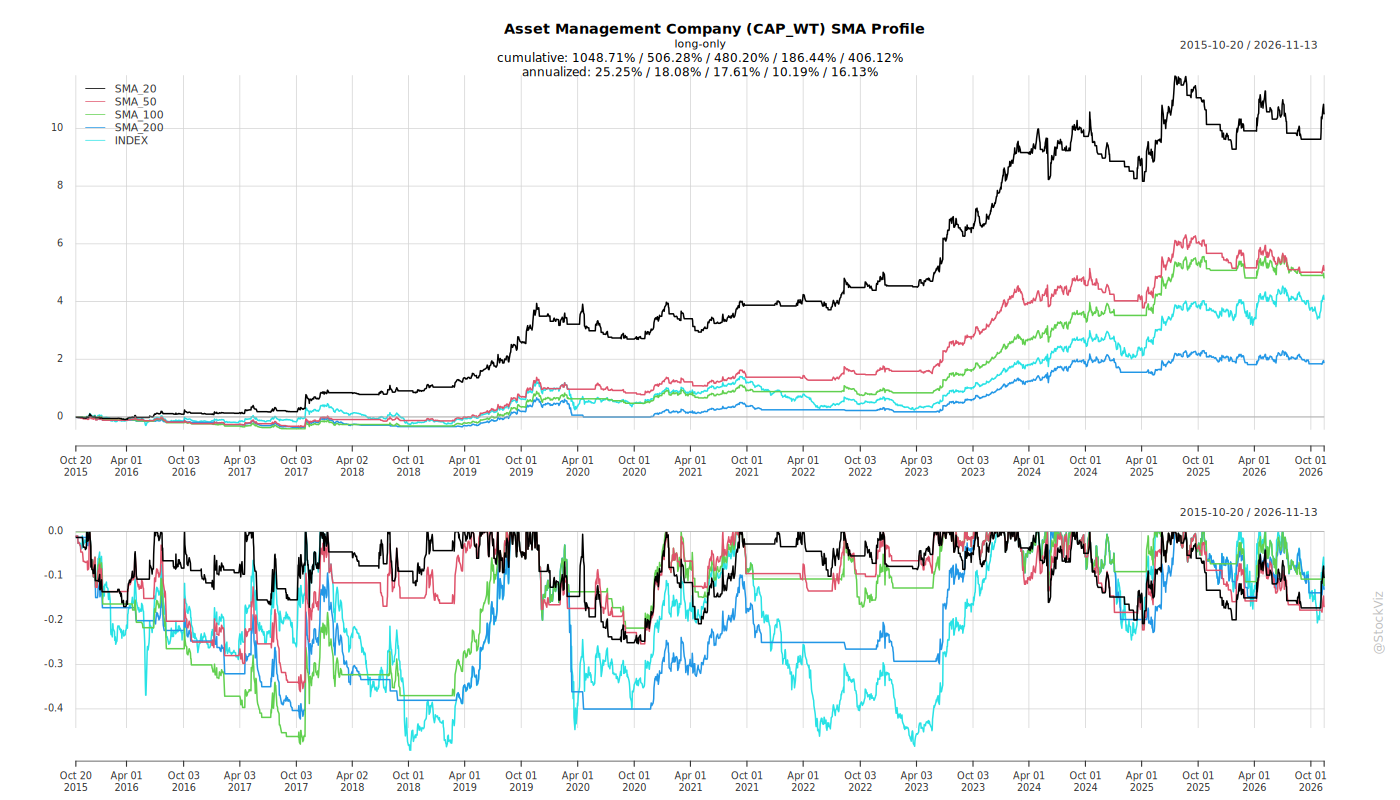 Asset Management Company (CAP_WT) SMA Profile
long-only
2015-10-20 / 2026-11-13
cumulative: 1048.71% / 506.28% / 480.20% / 186.44% / 406.12%
annualized: 25.25% / 18.08% / 17.61% / 10.19% / 16.13%
SMA_20
SMA_50
SMA_100
SMA_200
INDEX
10
8
6
4
2
0
Oct 20 Apr 01 Oct 03 Apr 03 Oct 03 Apr 02 Oct 01 Apr 01 Oct 01 Apr 01 Oct 01 Apr 01 Oct 01 Apr 01 Oct 03 Apr 03 Oct 03 Apr 01 Oct 01 Apr 01 Oct 01 Apr 01 Oct 01
2015 2016 2016 2017 2017 2018 2018 2019 2019 2020 2020 2021 2021 2022 2022 2023 2023 2024 2024 2025 2025 2026 2026
2015-10-20 / 2026-11-13
0.0
-0.1
-0.2
-0.3
-0.4
Oct 20 Apr 01 Oct 03 Apr 03 Oct 03 Apr 02 Oct 01 Apr 01 Oct 01 Apr 01 Oct 01 Apr 01 Oct 01 Apr 01 Oct 03 Apr 03 Oct 03 Apr 01 Oct 01 Apr 01 Oct 01 Apr 01 Oct 01
2015 2016 2016 2017 2017 2018 2018 2019 2019 2020 2020 2021 2021 2022 2022 2023 2023 2024 2024 2025 2025 2026 2026
@StockViz